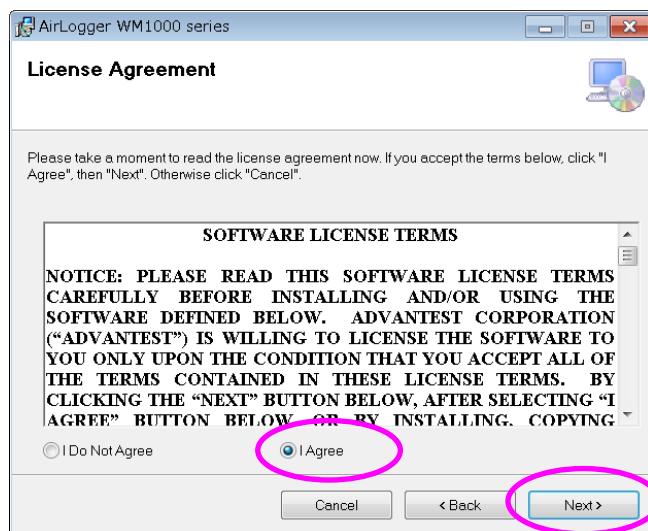 AirLogger WM1000 series
License Agreement
Please take a moment to read the license agreement now. If you accept the terms below, click "I
Agree", then "Next". Otherwise click "Cancel".
SOFTWARE LICENSE TERMS
NOTICE: PLEASE READ THIS SOFTWARE LICENSE TERMS
CAREFULLY BEFORE INSTALLING AND/OR USING THE
SOFTWARE DEFINED BELOW. ADVANTEST CORPORATION
(“ADVANTEST”) IS WILLING TO LICENSE THE SOFTWARE TO
YOU ONLY UPON THE CONDITION THAT YOU ACCEPT ALL OF
THE TERMS CONTAINED IN THESE LICENSE TERMS. BY
CLICKING THE “NEXT” BUTTON BELOW, AFTER SELECTING “I
AGREE” BUTTON BELOW, OR BY INSTALLING, COPYING
I Do Not Agree
I Agree
Cancel
< Back
Next >